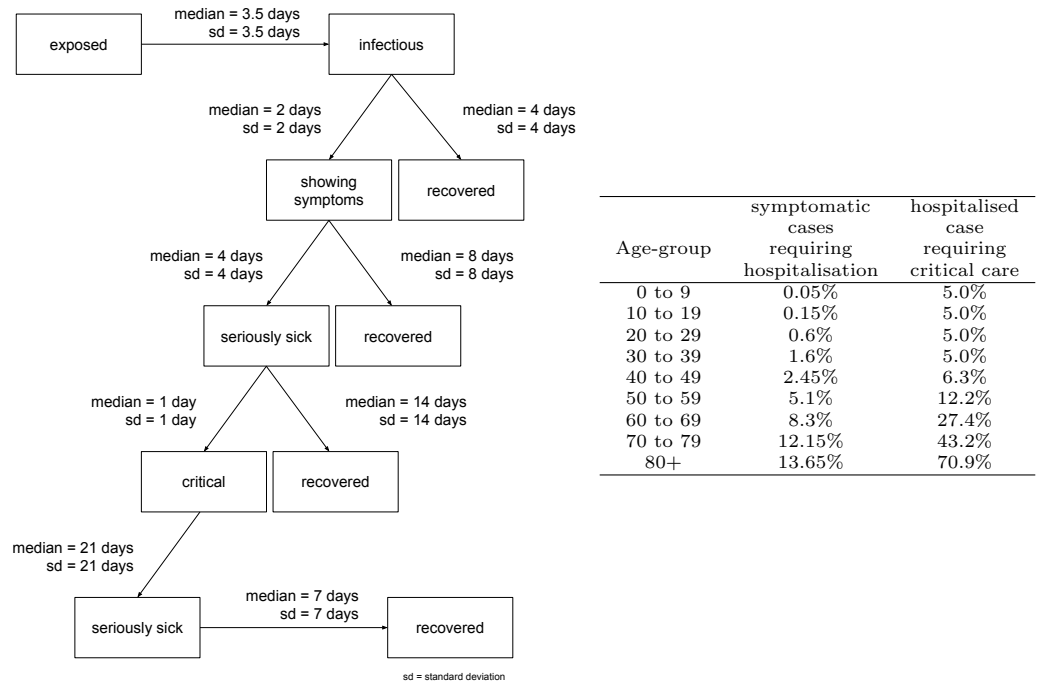 median = 3.5 days
sd = 3.5 days
exposed
infectious
median = 2 days
sd = 2 days
median = 4 days
sd = 4 days
showing
symptoms
recovered
median = 4 days
sd = 4 days
median = 8 days
sd = 8 days
seriously sick
recovered
median = 1 day
sd = 1 day
median = 14 days
sd = 14 days
critical
recovered
median = 21 days
sd = 21 days
median = 7 days
sd = 7 days
seriously sick
recovered
sd = standard deviation
symptomatic hospitalised
cases case
Age-group requiring requiring
hospitalisation critical care
0 to 9 0.05% 5.0%
10 to 19 0.15% 5.0%
20 to 29 0.6% 5.0%
30 to 39 1.6% 5.0%
40 to 49 2.45% 6.3%
50 to 59 5.1% 12.2%
60 to 69 8.3% 27.4%
70 to 79 12.15% 43.2%
80+ 13.65% 70.9%